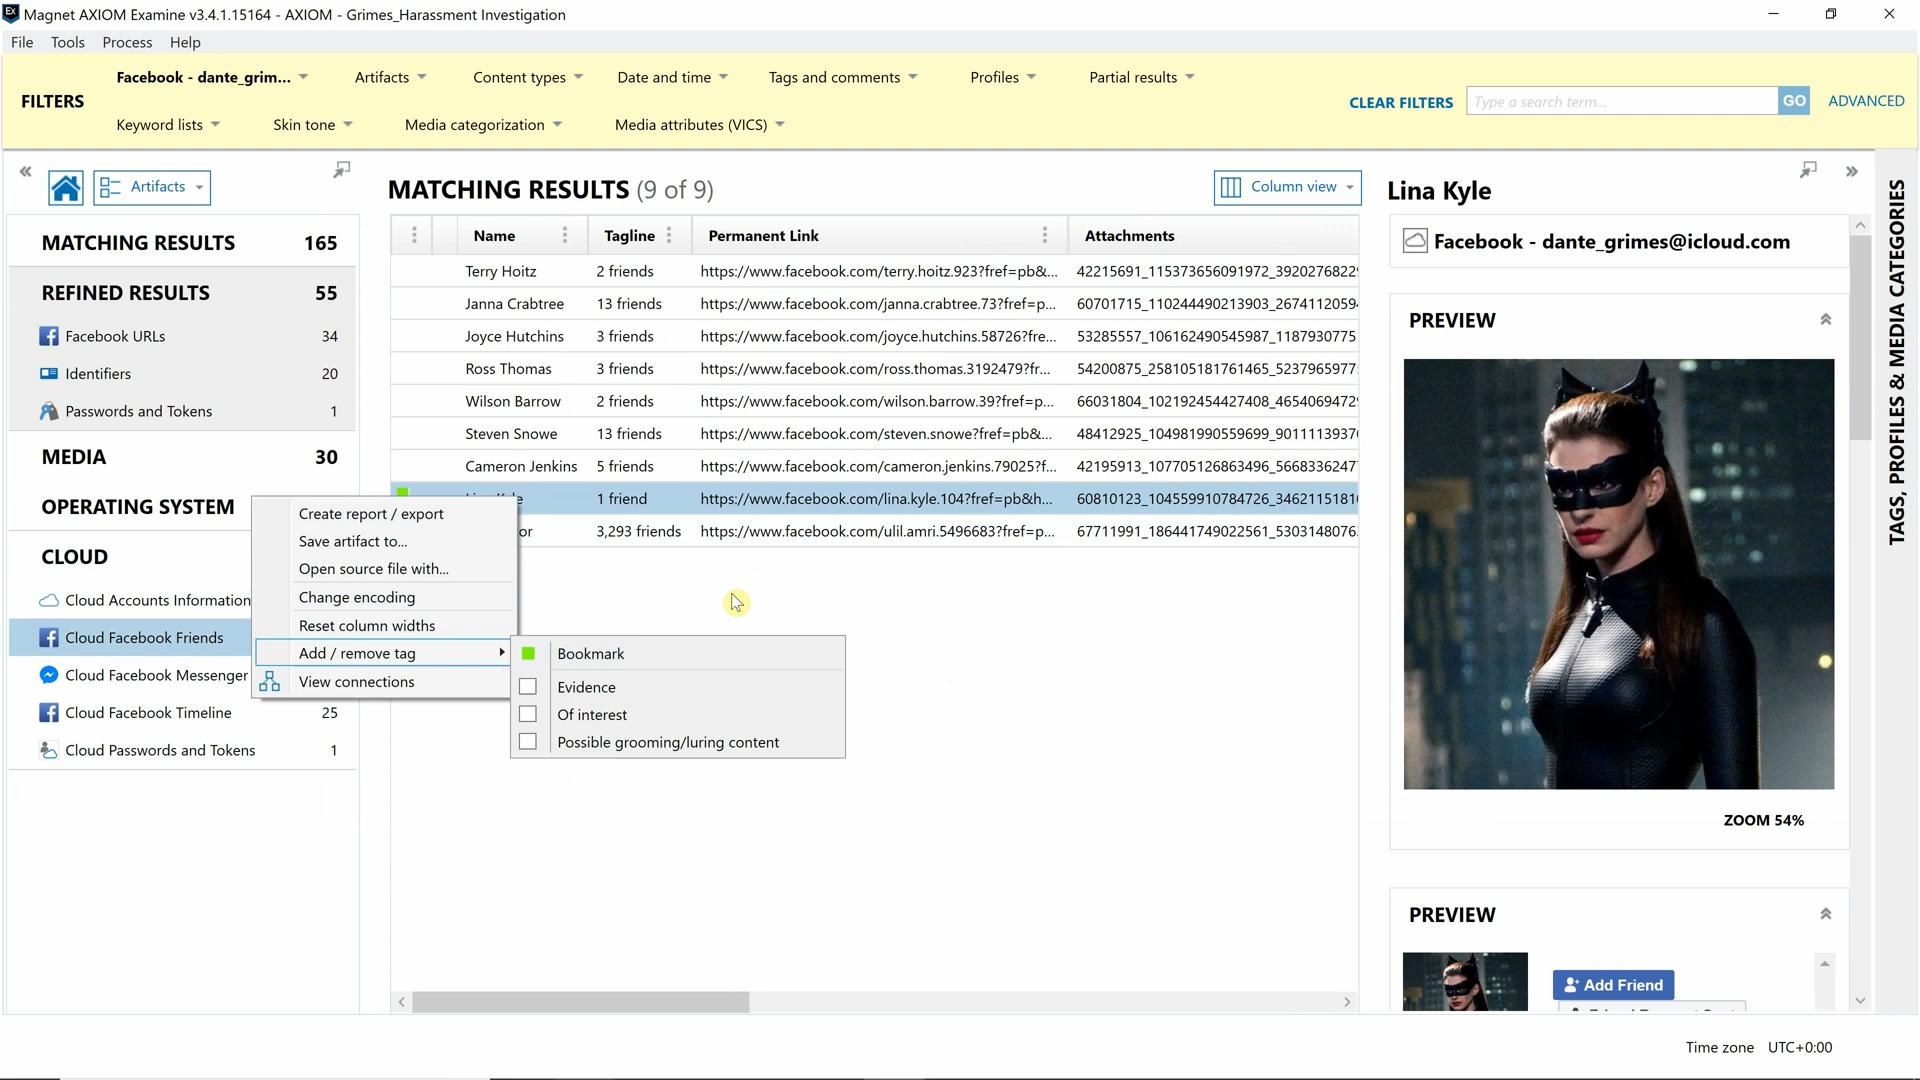 Magnet AXIOM Examine v3.4.1.15164 - AXIOM - Grimes_Harassment Investigation
File Tools Process Help
FILTERS
Facebook - dante_grim... Artifacts Content types Date and time Tags and comments Profiles Partial results
Keyword lists Skin tone Media categorization Media attributes (VICS)
CLEAR FILTERS Type a search term... GO ADVANCED
Artifacts
MATCHING RESULTS 165
REFINED RESULTS 55
Facebook URLs 34
Identifiers 20
Passwords and Tokens 1
MEDIA 30
OPERATING SYSTEM
CLOUD
Cloud Accounts Information
Cloud Facebook Friends
Cloud Facebook Messenger
Cloud Facebook Timeline 25
Cloud Passwords and Tokens 1
MATCHING RESULTS (9 of 9)
Column view
Name Tagline Permanent Link Attachments
Terry Hoitz 2 friends https://www.facebook.com/terry.hoitz.923?fref=pb&... 42215691_115373656091972_3920276822
Janna Crabtree 13 friends https://www.facebook.com/janna.crabtree.73?fref=p... 60701715_110244490213903_2674112059
Joyce Hutchins 3 friends https://www.facebook.com/joyce.hutchins.58726?fre... 53285557_106162490545987_1187930775
Ross Thomas 3 friends https://www.facebook.com/ross.thomas.3192479?fr... 54200875_258105181761465_523796597
Wilson Barrow 2 friends https://www.facebook.com/wilson.barrow.39?fref=p... 66031804_102192454427408_4654069472
Steven Snowe 13 friends https://www.facebook.com/steven.snowe?fref=pb&... 48412925_104981990559699_901111393
Cameron Jenkins 5 friends https://www.facebook.com/cameron.jenkins.79025?f... 42195913_107705126863496_566833624
1 friend https://www.facebook.com/lina.kyle.104?fref=pb&h... 60810123_104559910784726_346211518
or 3,293 friends https://www.facebook.com/ulil.amri.5496683?fref=p... 67711991_186441749022561_530314807
Create report / export
Save artifact to...
Open source file with...
Change encoding
Reset column widths
Add / remove tag
View connections
Bookmark
Evidence
Of interest
Possible grooming/luring content
Lina Kyle
Facebook - dante_grimes@icloud.com
PREVIEW
ZOOM 54%
PREVIEW
Add Friend
TAGS, PROFILES & MEDIA CATEGORIES
Time zone UTC+0:00